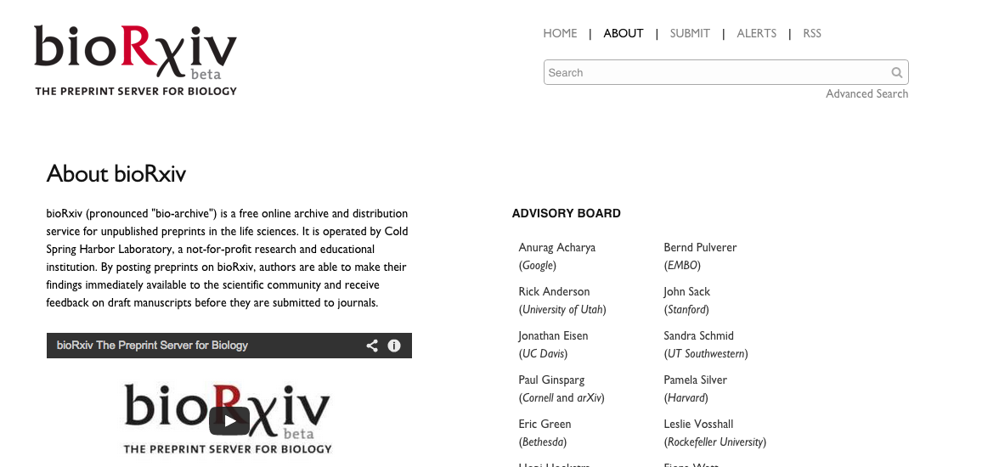 bioRxiv
beta
THE PREPRINT SERVER FOR BIOLOGY
HOME | ABOUT | SUBMIT | ALERTS | RSS
Search
Advanced Search
About bioRxiv
bioRxiv (pronounced "bio-archive") is a free online archive and distribution
service for unpublished preprints in the life sciences. It is operated by Cold
Spring Harbor Laboratory, a not-for-profit research and educational
institution. By posting preprints on bioRxiv, authors are able to make their
findings immediately available to the scientific community and receive
feedback on draft manuscripts before they are submitted to journals.
bioRxiv The Preprint Server for Biology
bioRxiv
beta
THE PREPRINT SERVER FOR BIOLOGY
ADVISORY BOARD
Anurag Acharya
(Google)
Rick Anderson
(University of Utah)
Jonathan Eisen
(UC Davis)
Paul Ginsparg
(Cornell and arXiv)
Eric Green
(Bethesda)
Bernd Pulverer
(EMBO)
John Sack
(Stanford)
Sandra Schmid
(UT Southwestern)
Pamela Silver
(Harvard)
Leslie Vosshall
(Rockefeller University)